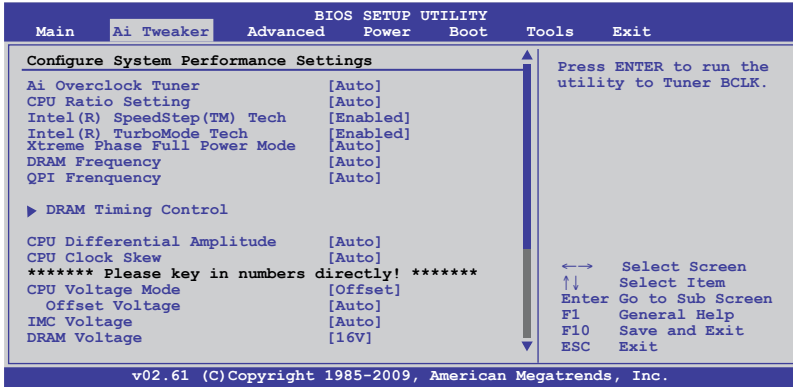 BIOS SETUP UTILITY
Main Ai Tweaker Advanced Power Boot Tools Exit
Configure System Performance Settings
Ai Overclock Tuner [Auto]
CPU Ratio Setting [Auto]
Intel(R) SpeedStep(TM) Tech [Enabled]
Intel(R) TurboMode Tech [Enabled]
Xtreme Phase Full Power Mode [Auto]
DRAM Frequency [Auto]
QPI Frenquency [Auto]
DRAM Timing Control
CPU Differential Amplitude [Auto]
CPU Clock Skew [Auto]
******* Please key in numbers directly! *******
CPU Voltage Mode [Offset]
Offset Voltage [Auto]
IMC Voltage [Auto]
DRAM Voltage [16V]
Press ENTER to run the
utility to Tuner BCLK.
←→ Select Screen
↑↓ Select Item
Enter Go to Sub Screen
F1 General Help
F10 Save and Exit
ESC Exit
v02.61 (C)Copyright 1985-2009, American Megatrends, Inc.